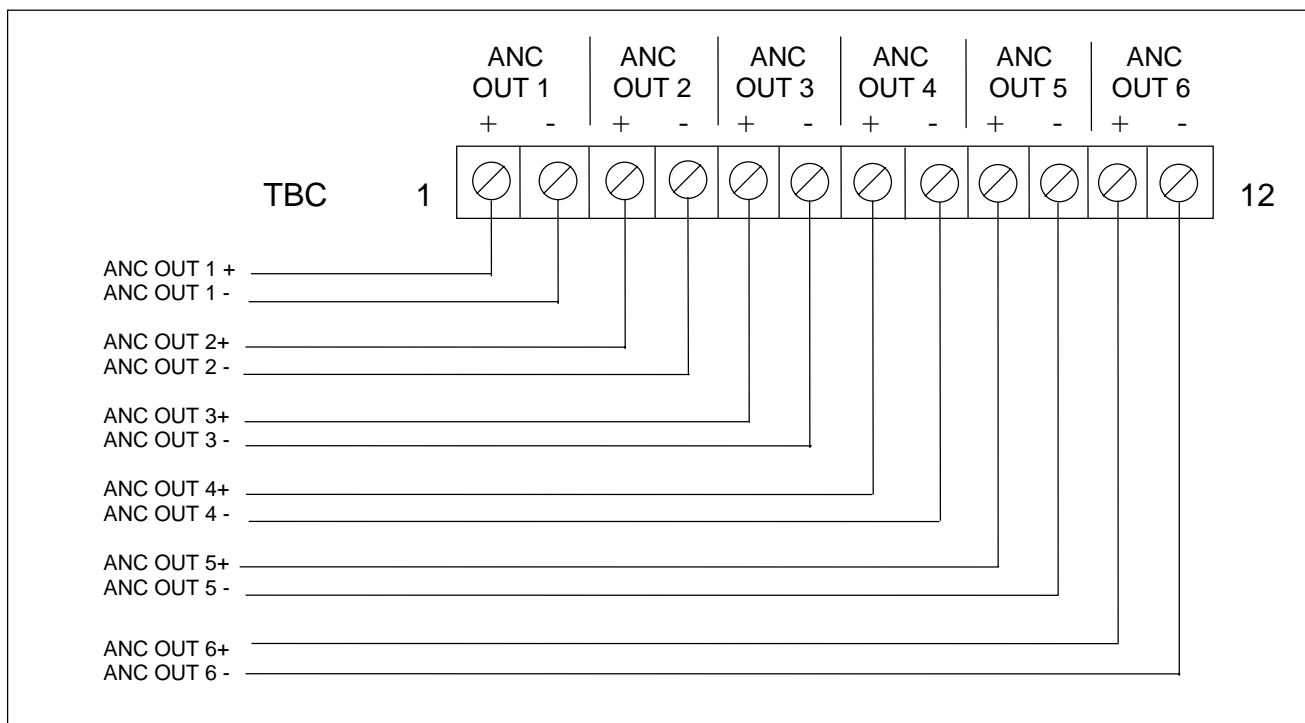 ANC ANC ANC ANC ANC ANC
OUT 1 OUT 2 OUT 3 OUT 4 OUT 5 OUT 6
+ - + - + - + - + - + -
TBC 1 12
ANC OUT 1 +
ANC OUT 1 -
ANC OUT 2+
ANC OUT 2 -
ANC OUT 3+
ANC OUT 3 -
ANC OUT 4+
ANC OUT 4 -
ANC OUT 5+
ANC OUT 5 -
ANC OUT 6+
ANC OUT 6 -